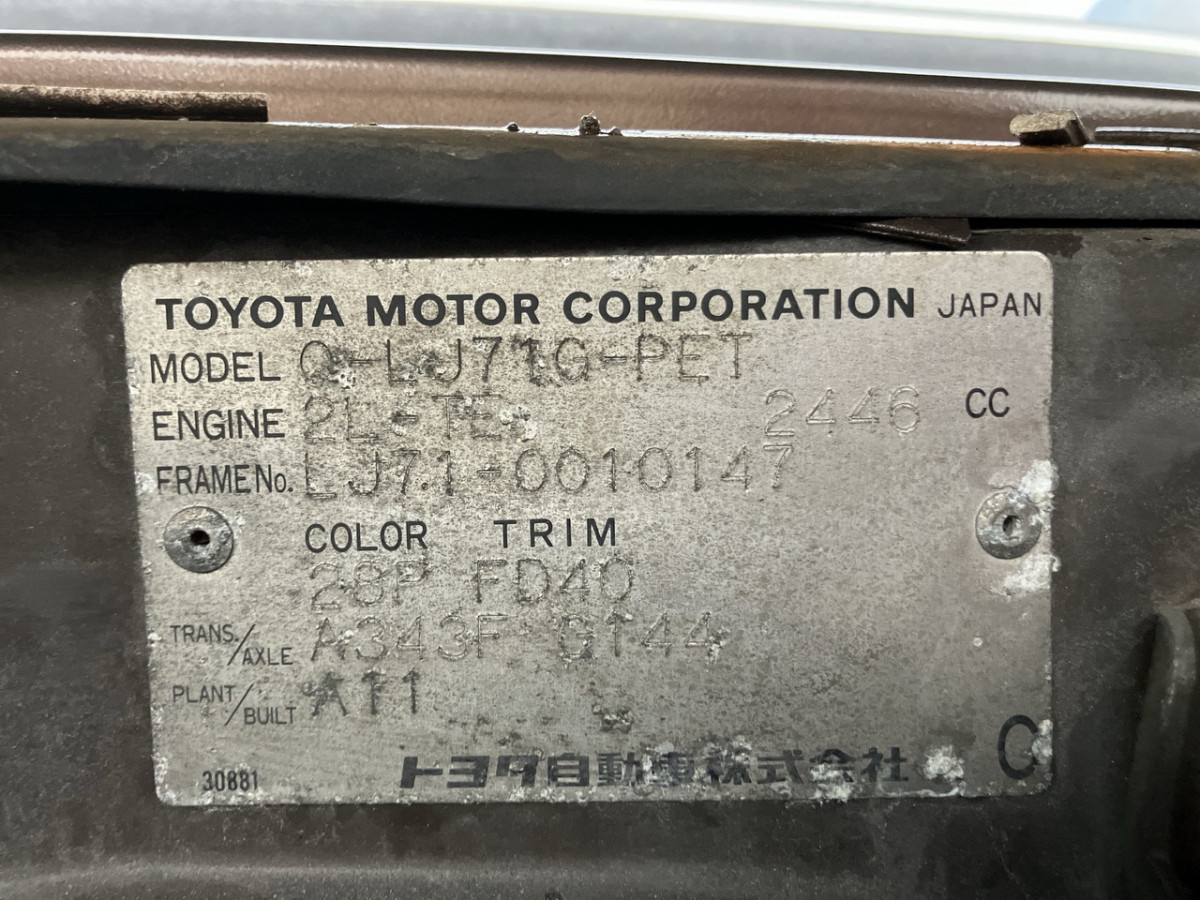 TOYOTA MOTOR CORPORATION JAPAN
MODEL Q-LJ71G-PET
ENGINE 2L-TE 2446 CC
FRAME No. LJ71-0010147
COLOR TRIM
28P FD40
TRANS./AXLE A343F G144
PLANT/BUILT A11
30881
トヨタ自動車株式会社
C